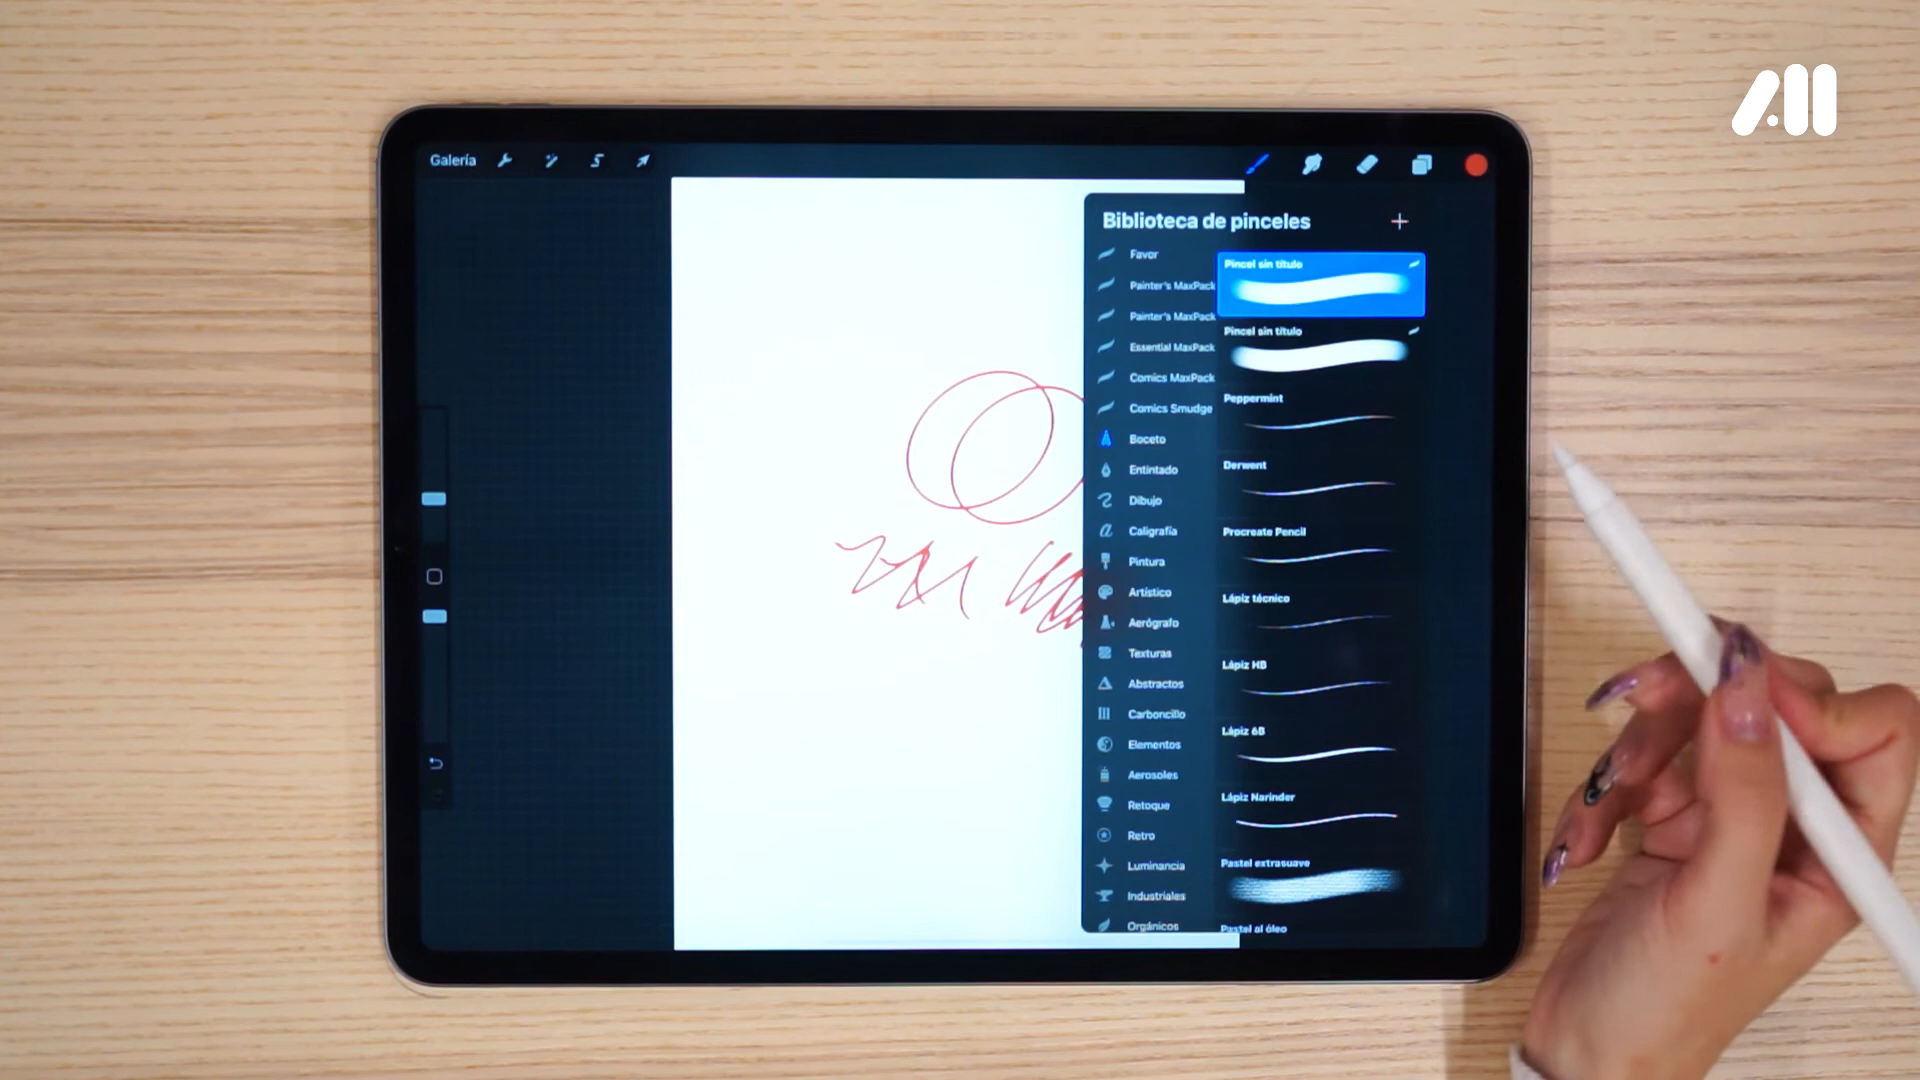 Galería
Biblioteca de pinceles
Favor
Painter's MaxPack
Painter's MaxPack
Essential MaxPack
Comics MaxPack
Comics Smudge
Boceto
Entintado
Dibujo
Caligrafía
Pintura
Artístico
Aerógrafo
Texturas
Abstractos
Carboncillo
Elementos
Aerosoles
Retoque
Retro
Luminancia
Industriales
Orgánicos
Pincel sin título
Pincel sin título
Peppermint
Derwent
Procreate Pencil
Lápiz técnico
Lápiz HB
Lápiz 6B
Lápiz Narinder
Pastel extrasuave
Pastel al óleo